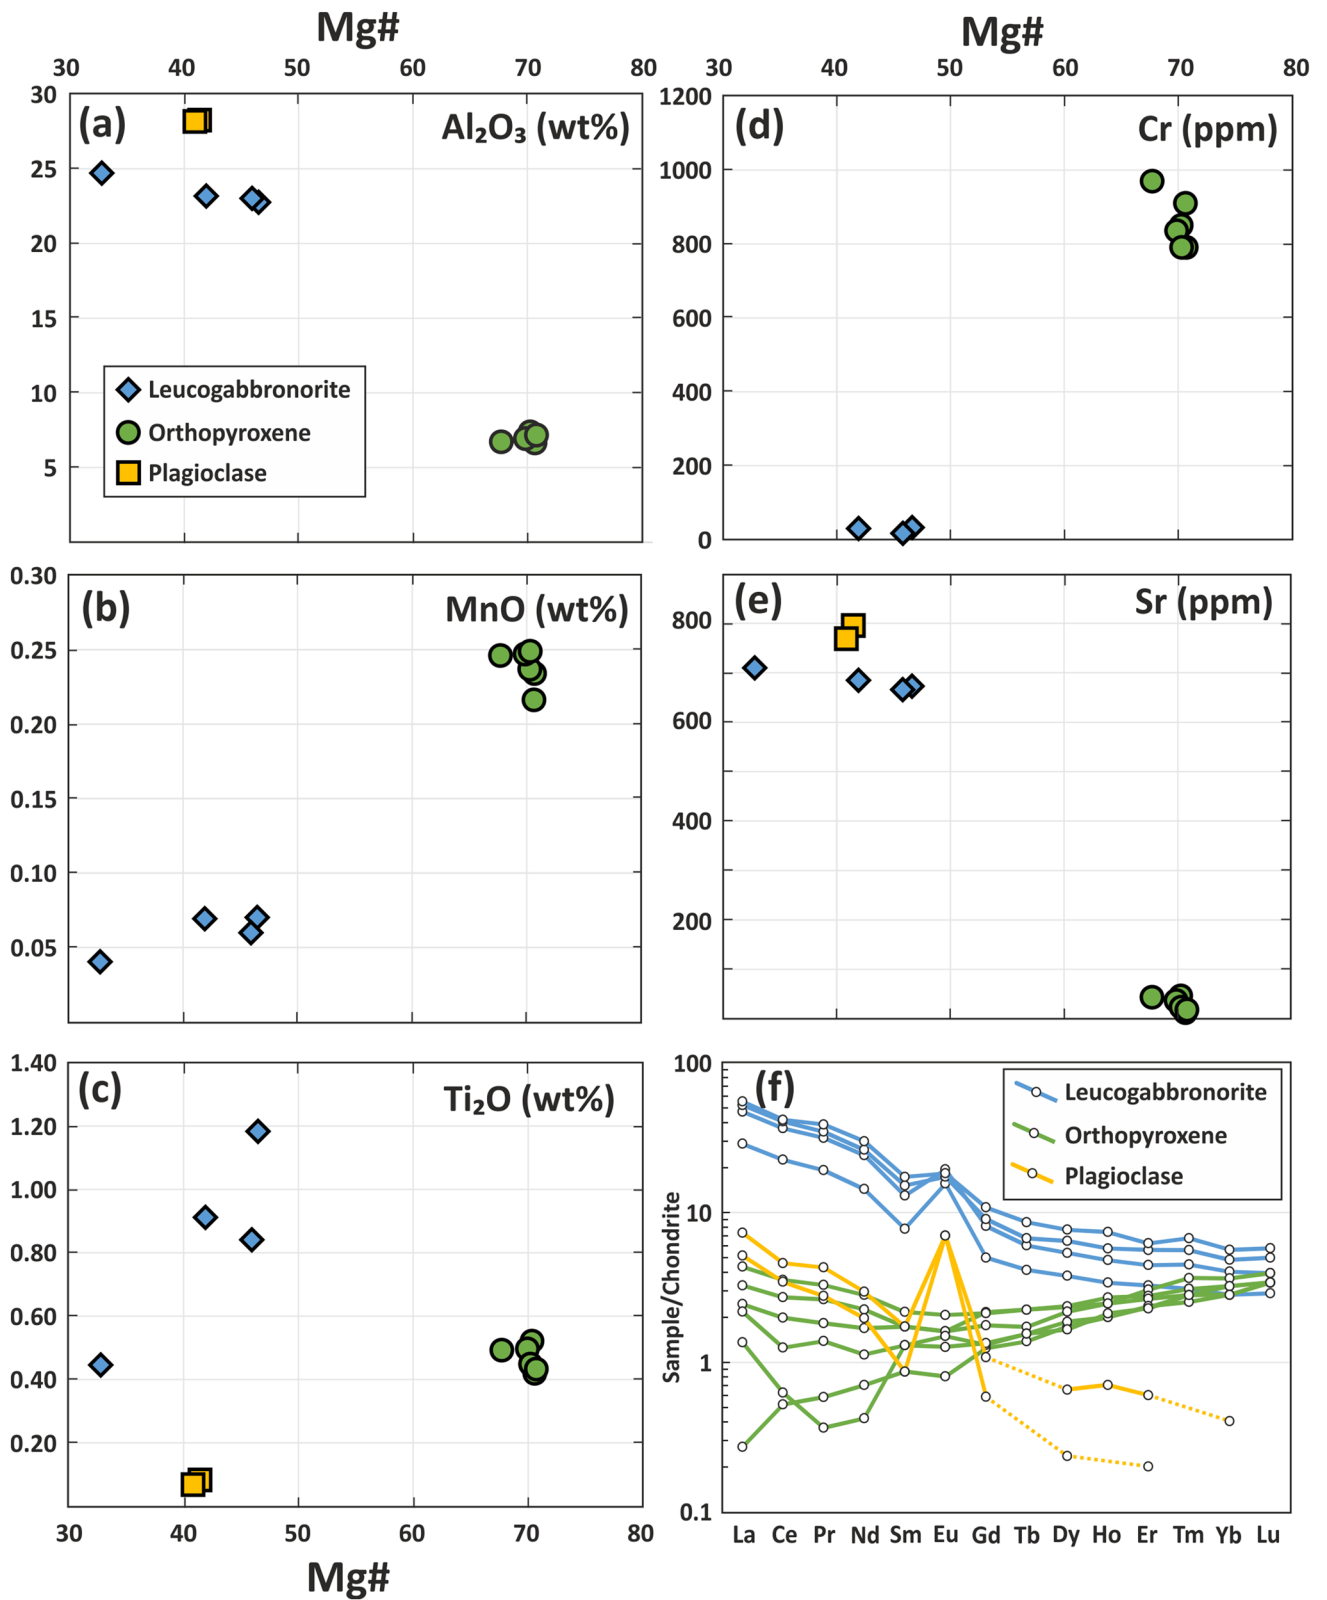 Mg#
30 40 50 60 70 80
30
25
20
15
10
5
(a)
Al₂O₃ (wt%)
Leucogabbronorite
Orthopyroxene
Plagioclase
Mg#
30 40 50 60 70 80
1200
1000
800
600
400
200
0
(d)
Cr (ppm)
0.30
0.25
0.20
0.15
0.10
0.05
(b)
MnO (wt%)
800
600
400
200
(e)
Sr (ppm)
1.40
1.20
1.00
0.80
0.60
0.40
0.20
(c)
Ti₂O (wt%)
30 40 50 60 70 80
Mg#
Sample/Chondrite
100
10
1
0.1
(f)
Leucogabbronorite
Orthopyroxene
Plagioclase
La Ce Pr Nd Sm Eu Gd Tb Dy Ho Er Tm Yb Lu